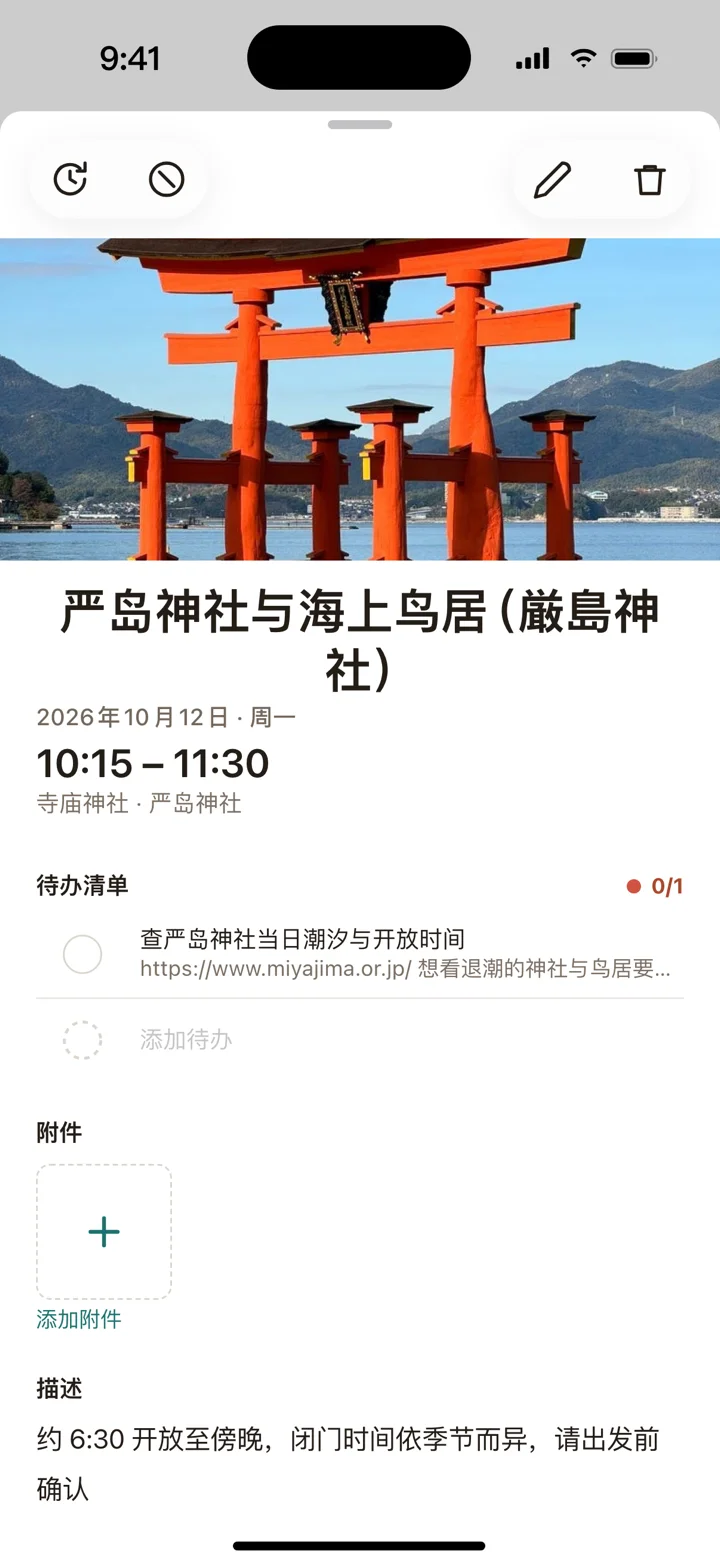 9:41
严岛神社与海上鸟居（厳島神
社）
2026年10月12日 · 周一
10:15 – 11:30
寺庙神社 · 严岛神社
待办清单
0/1
查严岛神社当日潮汐与开放时间
https://www.miyajima.or.jp/ 想看退潮的神社与鸟居要...
添加待办
附件
添加附件
描述
约 6:30 开放至傍晚，闭门时间依季节而异，请出发前
确认